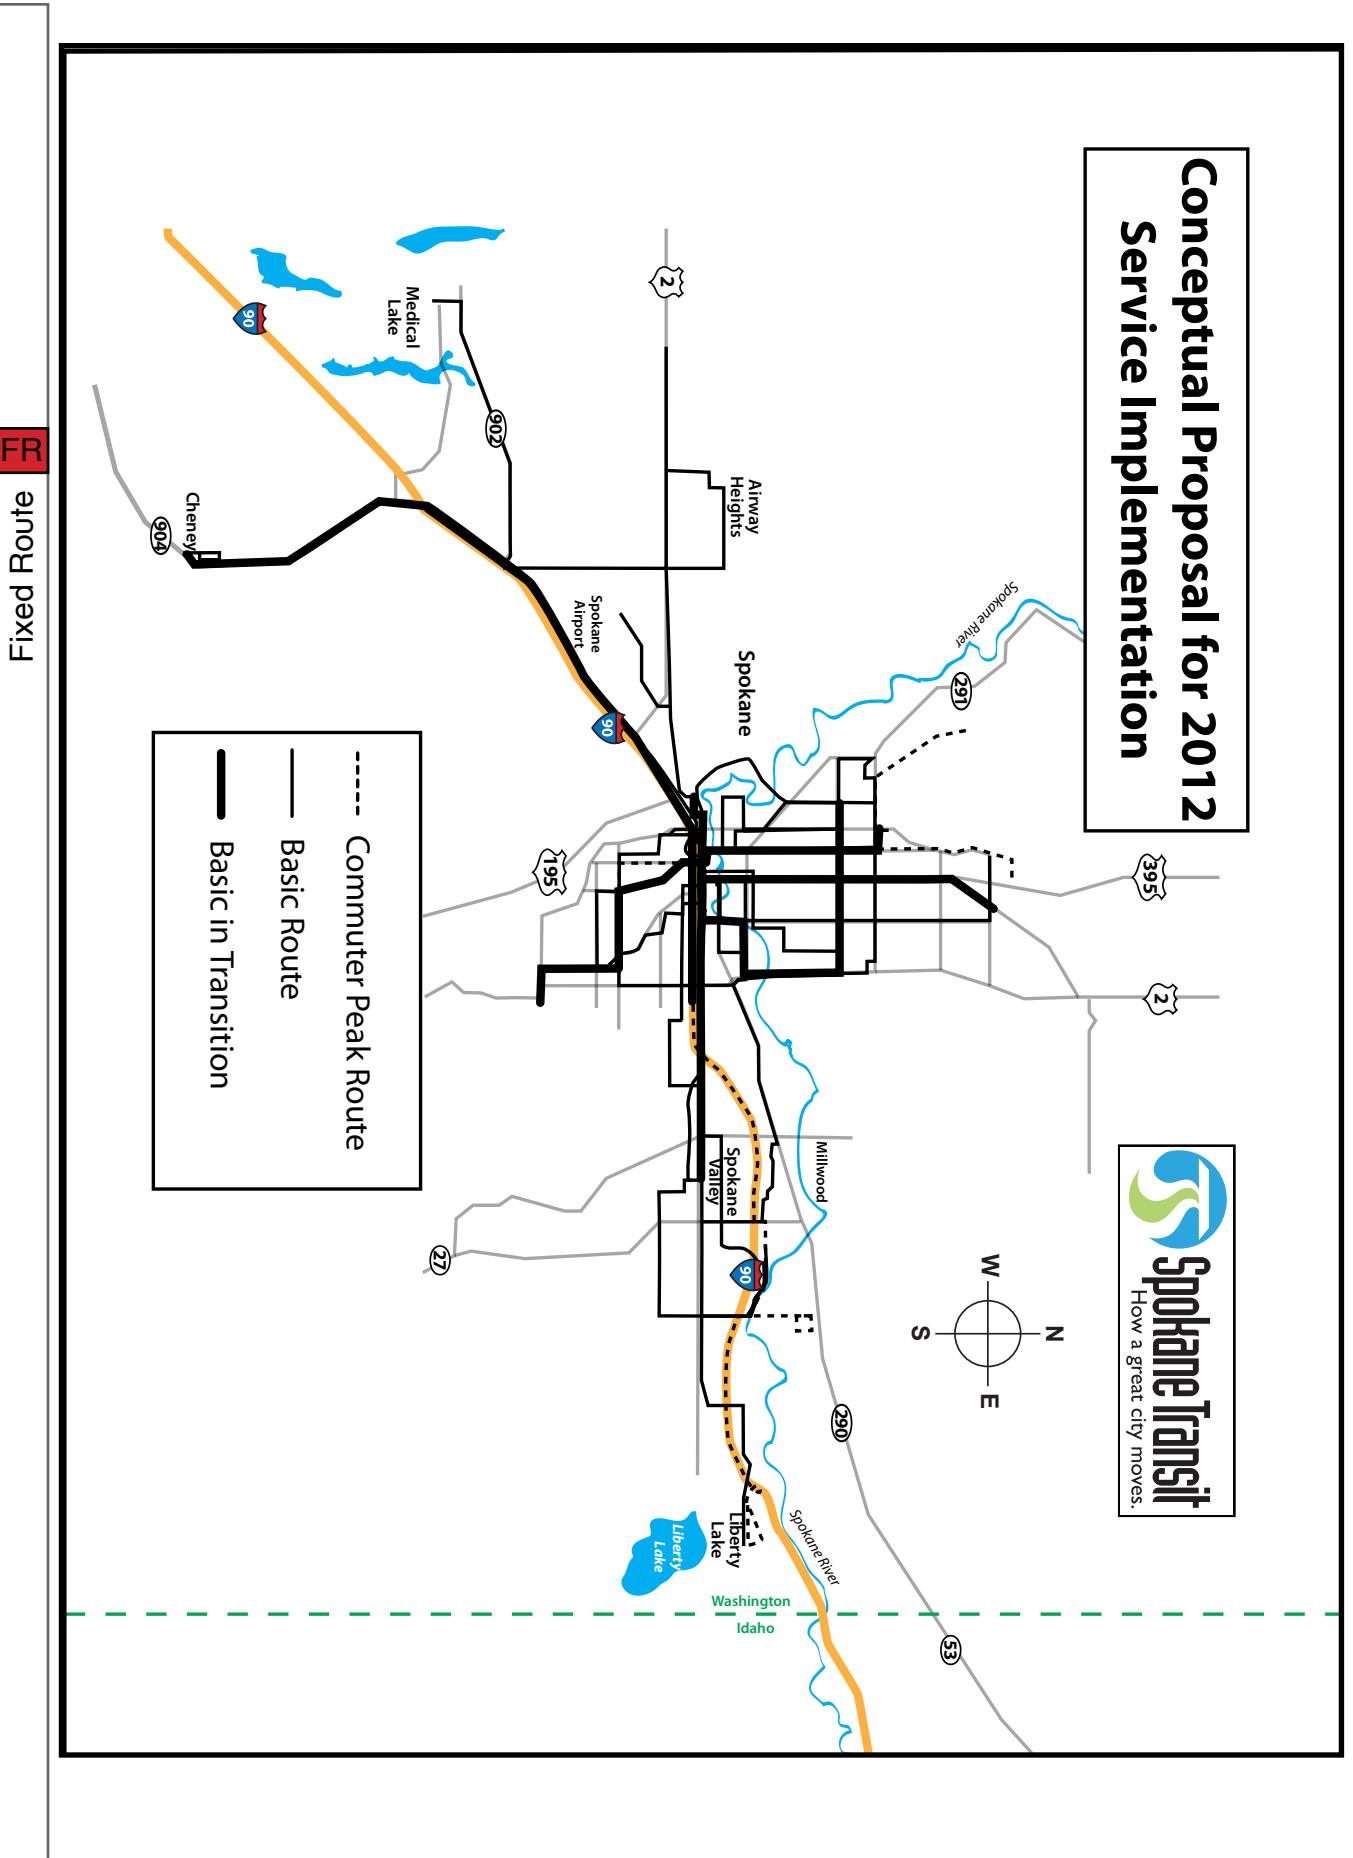 Conceptual Proposal for 2012
Service Implementation
SpokaneTransit
How a great city moves.
N
W
E
S
395
2
291
Spokane River
2
Airway
Heights
Spokane
Millwood
290
53
902
Medical
Lake
Spokane
Airport
90
90
Spokane
Valley
90
Liberty
Lake
Liberty
Lake
Spokane River
Washington
Idaho
195
27
Cheney
904
Commuter Peak Route
Basic Route
Basic in Transition
FR
Fixed Route